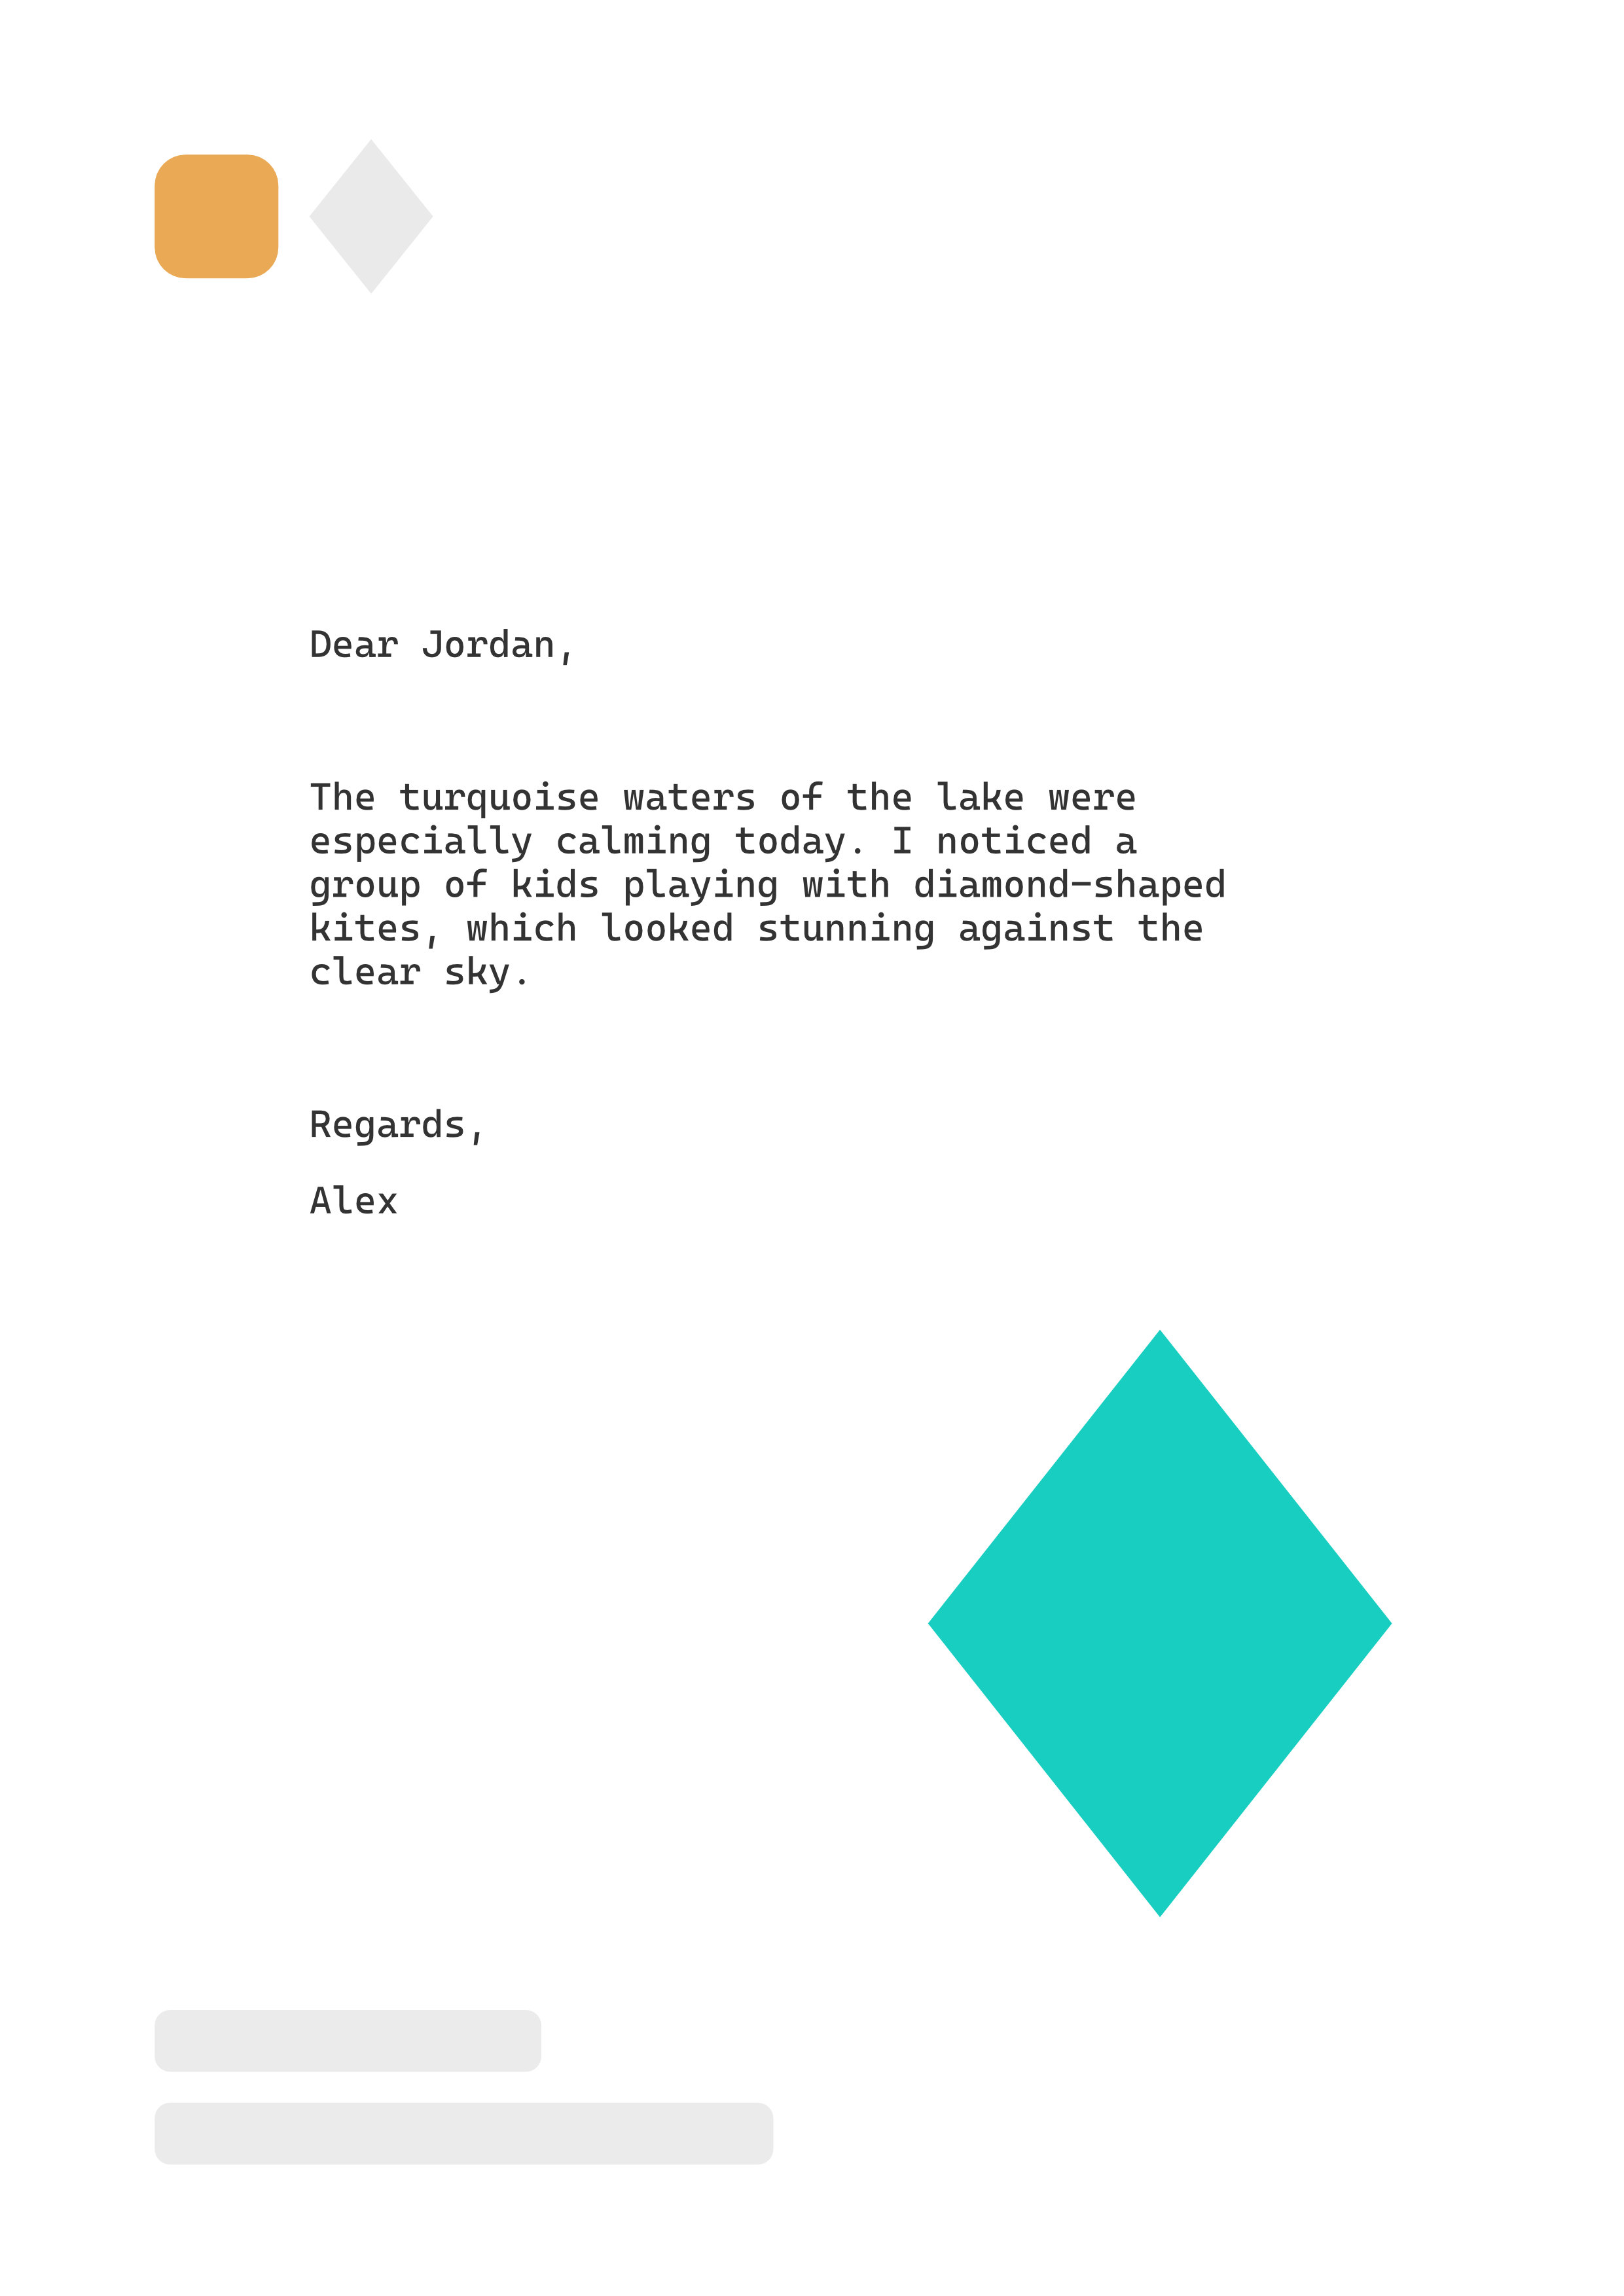 Dear Jordan,
The turquoise waters of the lake were
especially calming today. I noticed a
group of kids playing with diamond-shaped
kites, which looked stunning against the
clear sky.
Regards,
Alex